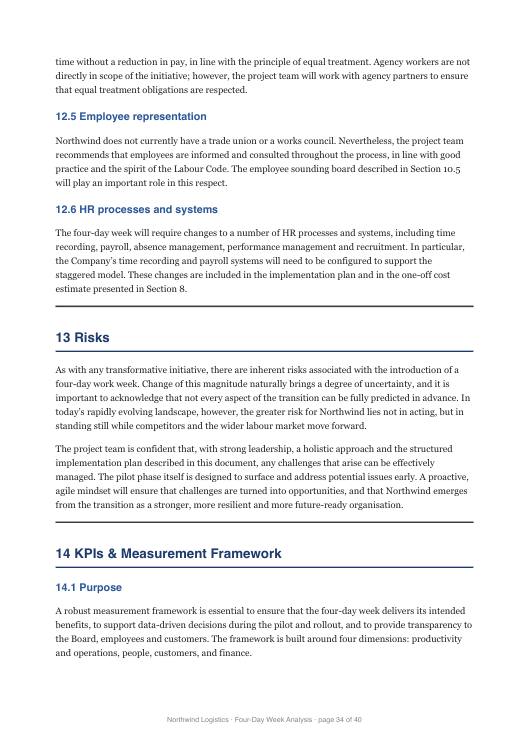 time without a reduction in pay, in line with the principle of equal treatment. Agency workers are not
directly in scope of the initiative; however, the project team will work with agency partners to ensure
that equal treatment obligations are respected.
12.5 Employee representation
Northwind does not currently have a trade union or a works council. Nevertheless, the project team
recommends that employees are informed and consulted throughout the process, in line with good
practice and the spirit of the Labour Code. The employee sounding board described in Section 10.5
will play an important role in this respect.
12.6 HR processes and systems
The four-day week will require changes to a number of HR processes and systems, including time
recording, payroll, absence management, performance management and recruitment. In particular,
the Company's time recording and payroll systems will need to be configured to support the
staggered model. These changes are included in the implementation plan and in the one-off cost
estimate presented in Section 8.
13 Risks
As with any transformative initiative, there are inherent risks associated with the introduction of a
four-day work week. Change of this magnitude naturally brings a degree of uncertainty, and it is
important to acknowledge that not every aspect of the transition can be fully predicted in advance. In
today's rapidly evolving landscape, however, the greater risk for Northwind lies not in acting, but in
standing still while competitors and the wider labour market move forward.
The project team is confident that, with strong leadership, a holistic approach and the structured
implementation plan described in this document, any challenges that arise can be effectively
managed. The pilot phase itself is designed to surface and address potential issues early. A proactive,
agile mindset will ensure that challenges are turned into opportunities, and that Northwind emerges
from the transition as a stronger, more resilient and more future-ready organisation.
14 KPIs & Measurement Framework
14.1 Purpose
A robust measurement framework is essential to ensure that the four-day week delivers its intended
benefits, to support data-driven decisions during the pilot and rollout, and to provide transparency to
the Board, employees and customers. The framework is built around four dimensions: productivity
and operations, people, customers, and finance.
Northwind Logistics · Four-Day Week Analysis · page 34 of 40